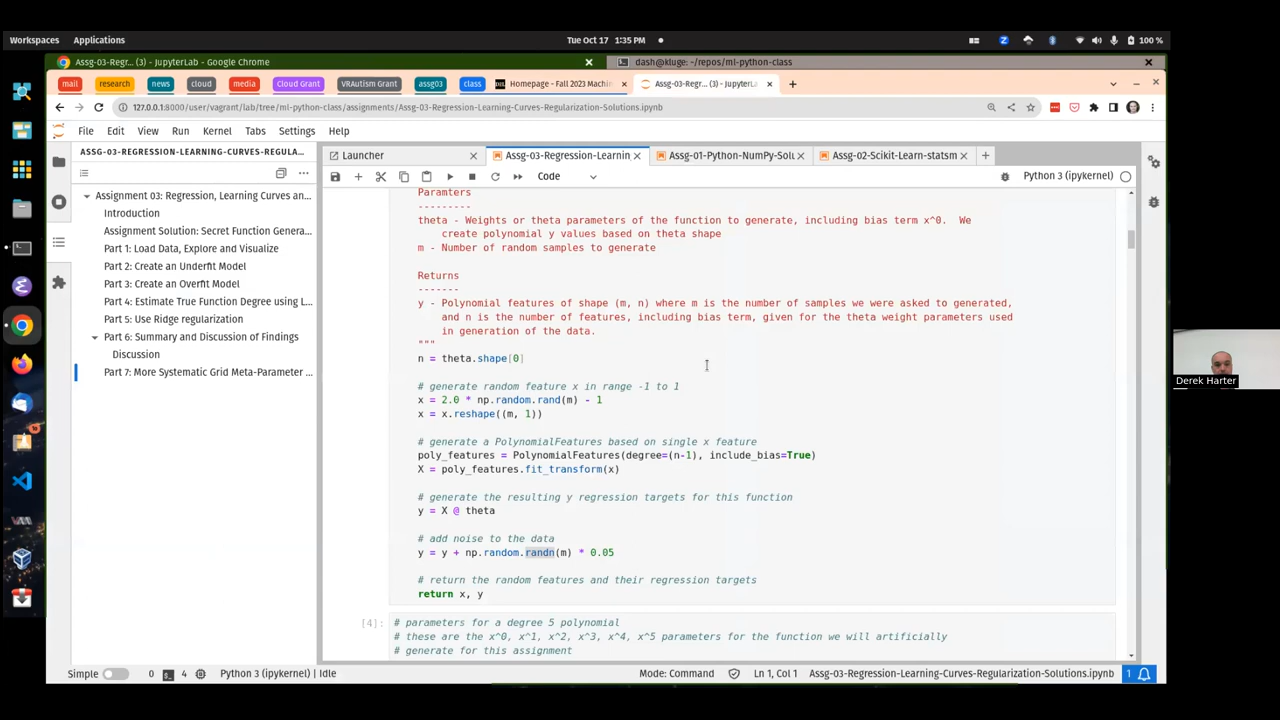 Workspaces Applications Tue Oct 17 1:35 PM 100 %
Assg-03-Regr... (3) - JupyterLab - Google Chrome dash@kluge: ~/repos/ml-python-class
mail research news cloud media Cloud Grant VRAutism Grant assg03 class Homepage - Fall 2023 Machin Assg-03-Regr... (3) - JupyterL
127.0.0.1:8000/user/vagrant/lab/tree/ml-python-class/assignments/Assg-03-Regression-Learning-Curves-Regularization-Solutions.ipynb
File Edit View Run Kernel Tabs Settings Help
ASSG-03-REGRESSION-LEARNING-CURVES-REGULA...
Launcher Assg-03-Regression-Learnin Assg-01-Python-NumPy-Solu Assg-02-Scikit-Learn-statsm
Code Python 3 (ipykernel)
Assignment 03: Regression, Learning Curves an...
Introduction
Assignment Solution: Secret Function Genera...
Part 1: Load Data, Explore and Visualize
Part 2: Create an Underfit Model
Part 3: Create an Overfit Model
Part 4: Estimate True Function Degree using L...
Part 5: Use Ridge regularization
Part 6: Summary and Discussion of Findings
Discussion
Part 7: More Systematic Grid Meta-Parameter ...
Paramters
---------
theta - Weights or theta parameters of the function to generate, including bias term x^0.  We
create polynomial y values based on theta shape
m - Number of random samples to generate
Returns
-------
y - Polynomial features of shape (m, n) where m is the number of samples we were asked to generated,
and n is the number of features, including bias term, given for the theta weight parameters used
in generation of the data.
"""
n = theta.shape[0]
# generate random feature x in range -1 to 1
x = 2.0 * np.random.rand(m) - 1
x = x.reshape((m, 1))
# generate a PolynomialFeatures based on single x feature
poly_features = PolynomialFeatures(degree=(n-1), include_bias=True)
X = poly_features.fit_transform(x)
# generate the resulting y regression targets for this function
y = X @ theta
# add noise to the data
y = y + np.random.randn(m) * 0.05
# return the random features and their regression targets
return x, y
[4]: # parameters for a degree 5 polynomial
# these are the x^0, x^1, x^2, x^3, x^4, x^5 parameters for the function we will artificially
# generate for this assignment
Simple 0 4 Python 3 (ipykernel) | Idle Mode: Command Ln 1, Col 1 Assg-03-Regression-Learning-Curves-Regularization-Solutions.ipynb 1
Derek Harter